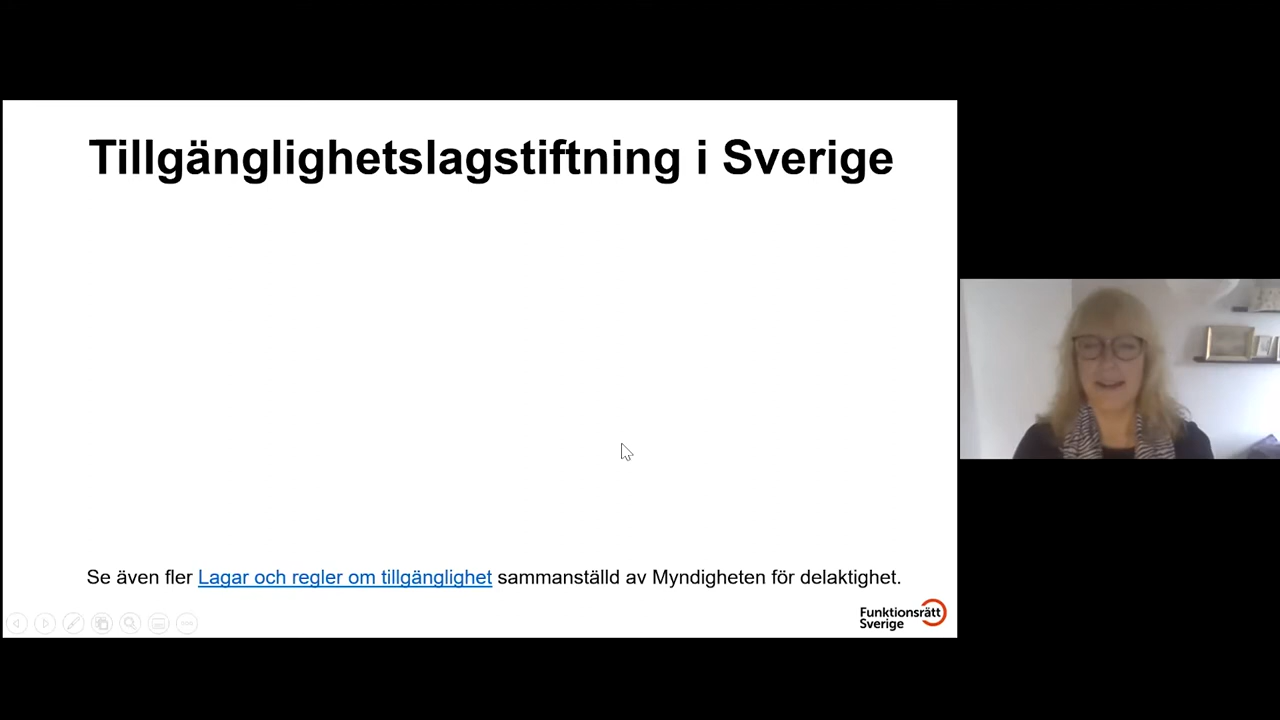 Tillgänglighetslagstiftning i Sverige
Se även fler Lagar och regler om tillgänglighet sammanställd av Myndigheten för delaktighet.
Funktionsrätt
Sverige